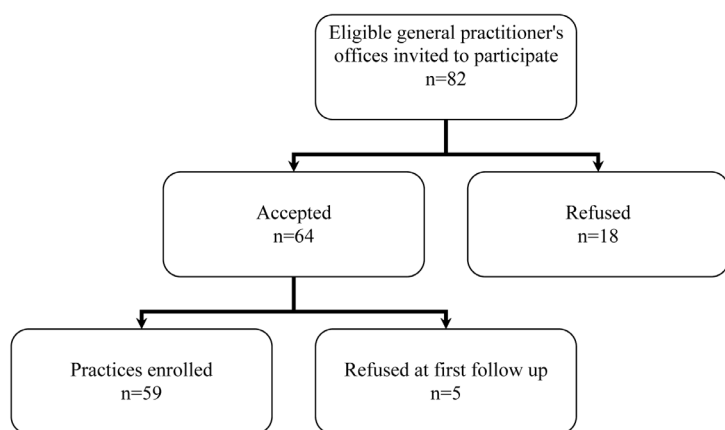 Eligible general practitioner's
offices invited to participate
n=82
Accepted
n=64
Refused
n=18
Practices enrolled
n=59
Refused at first follow up
n=5